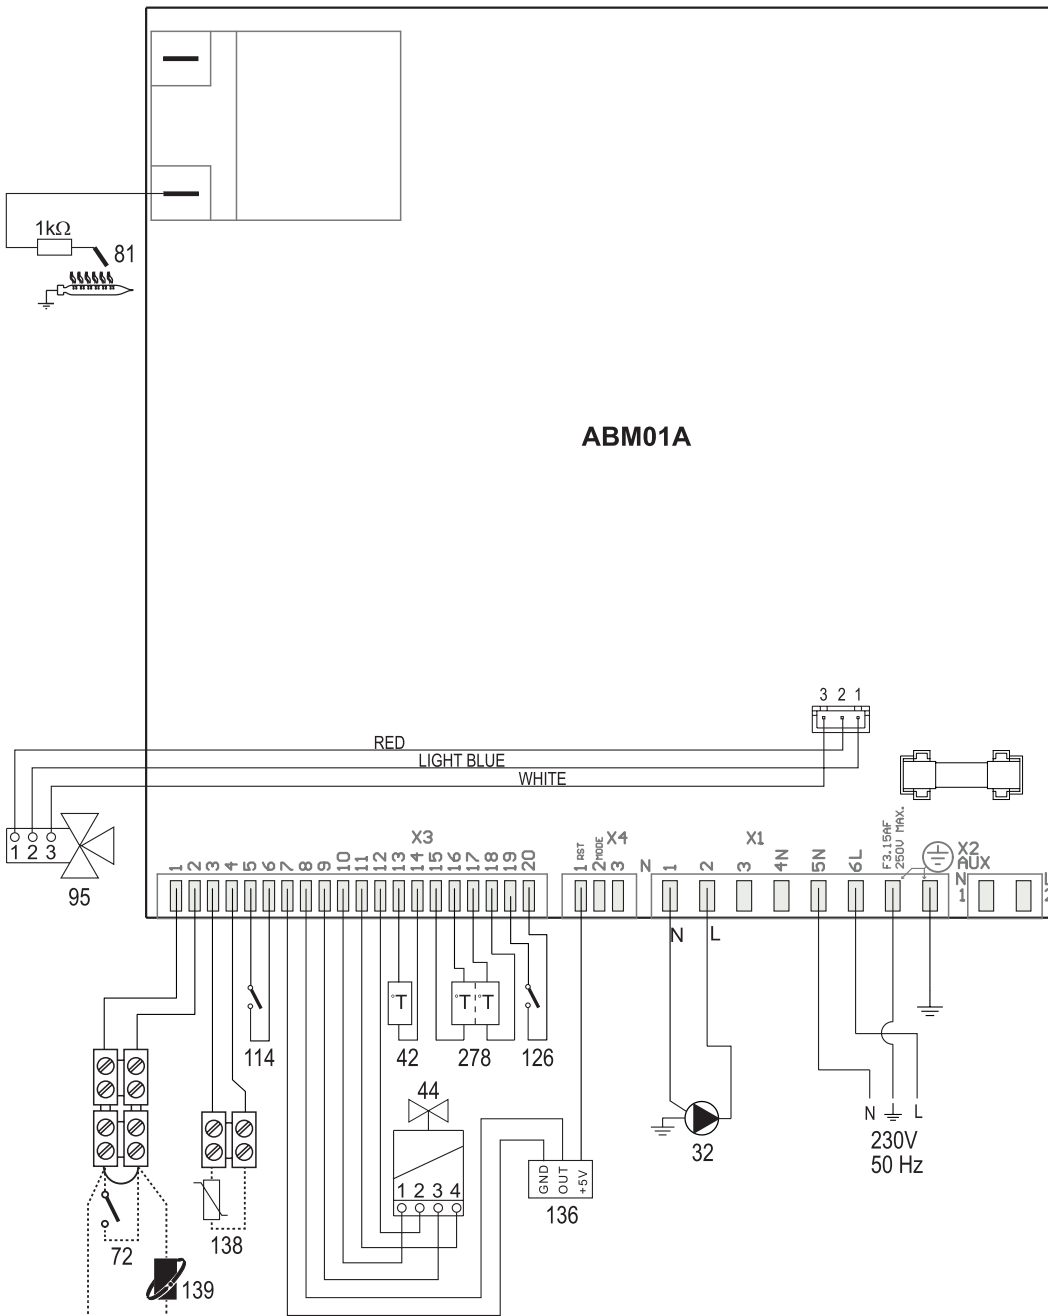 1kΩ
81
ABM01A
3 2 1
RED
LIGHT BLUE
WHITE
1 2 3
95
X3
X4
X1
F3.15AF
250V MAX.
X2
AUX
1 2 3 4 5 6 7 8 9 10 11 12 13 14 15 16 17 18 19 20
1 RST
2 MODE
3
N
1 2 3 4N 5N 6L
N
1
L
2
N L
°T
°T °T
114
42
278
126
44
1 2 3 4
GND
OUT
+5V
136
32
N L
230V
50 Hz
72
138
139